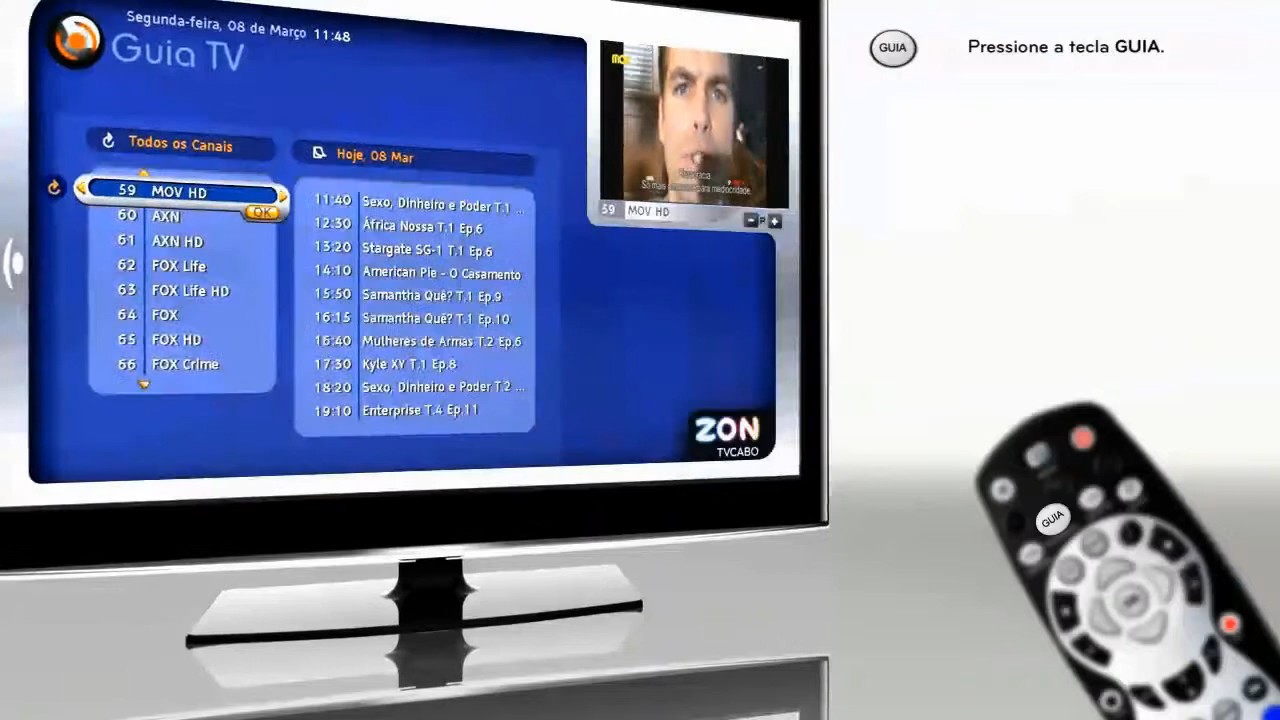 Segunda-feira, 08 de Março 11:48
Guia TV
Todos os Canais
59 MOV HD
OK
60 AXN
61 AXN HD
62 FOX Life
63 FOX Life HD
64 FOX
65 FOX HD
66 FOX Crime
Hoje, 08 Mar
11:40 Sexo, Dinheiro e Poder T.1 ...
12:30 África Nossa T.1 Ep.6
13:20 Stargate SG-1 T.1 Ep.6
14:10 American Pie - O Casamento
15:50 Samantha Quê? T.1 Ep.9
16:15 Samantha Quê? T.1 Ep.10
16:40 Mulheres de Armas T.2 Ep.6
17:30 Kyle XY T.1 Ep.8
18:20 Sexo, Dinheiro e Poder T.2 ...
19:10 Enterprise T.4 Ep.11
59 MOV HD
- P +
ZON
TVCABO
GUIA
Pressione a tecla GUIA.
GUIA